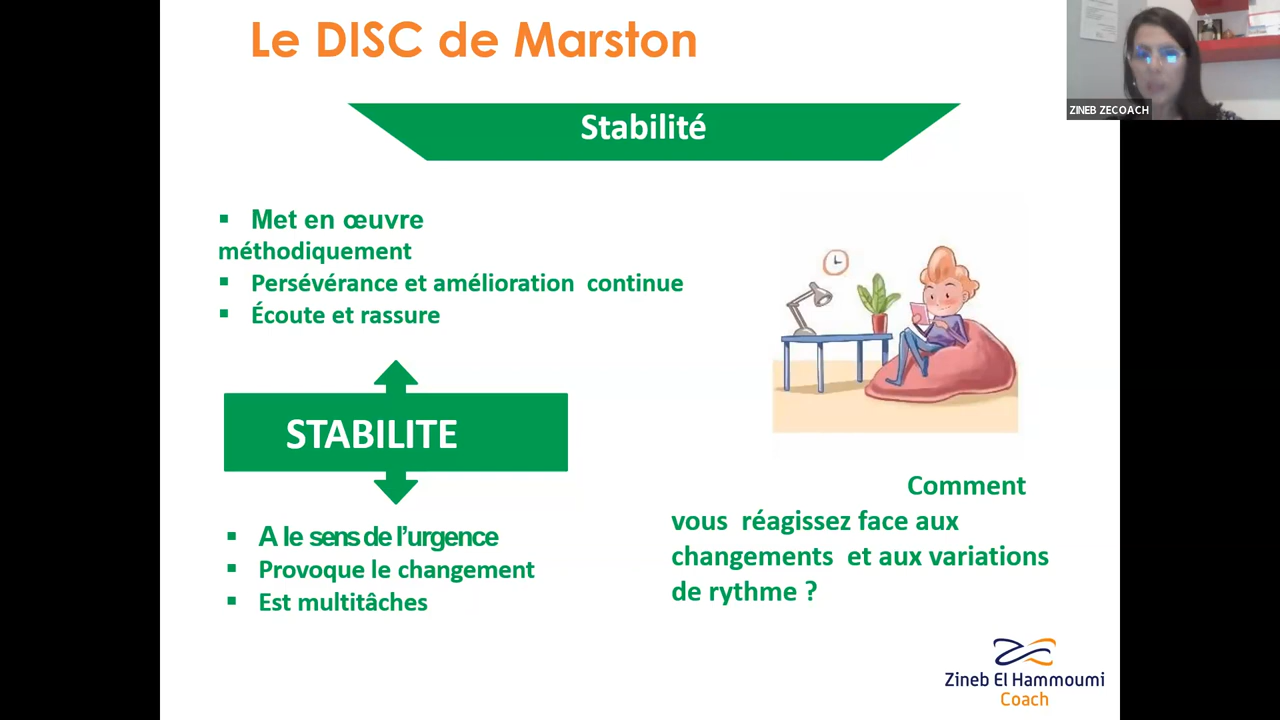 Le DISC de Marston
ZINEB ZECOACH
Stabilité
▪ Met en œuvre
méthodiquement
▪ Persévérance et amélioration continue
▪ Écoute et rassure
STABILITE
▪ A le sens de l’urgence
▪ Provoque le changement
▪ Est multitâches
Comment
vous réagissez face aux
changements et aux variations
de rythme ?
Zineb El Hammoumi
Coach